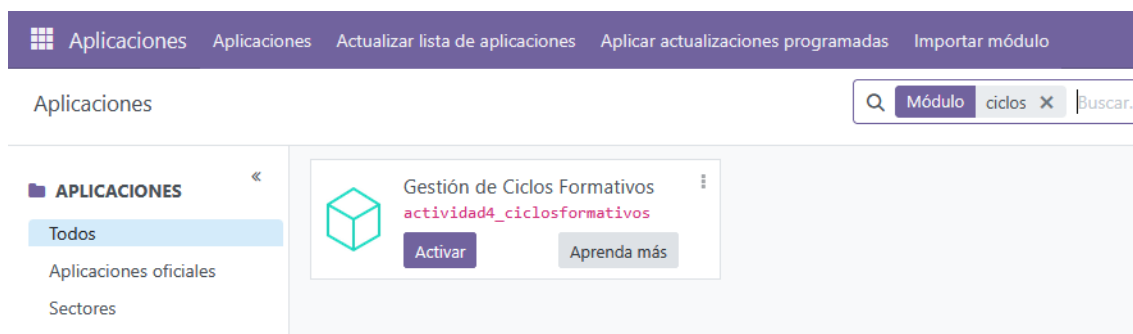 Aplicaciones Aplicaciones Actualizar lista de aplicaciones Aplicar actualizaciones programadas Importar módulo
Aplicaciones
Módulo ciclos Buscar.
APLICACIONES
Todos
Aplicaciones oficiales
Sectores
Gestión de Ciclos Formativos
actividad4_ciclosformativos
Activar Aprenda más